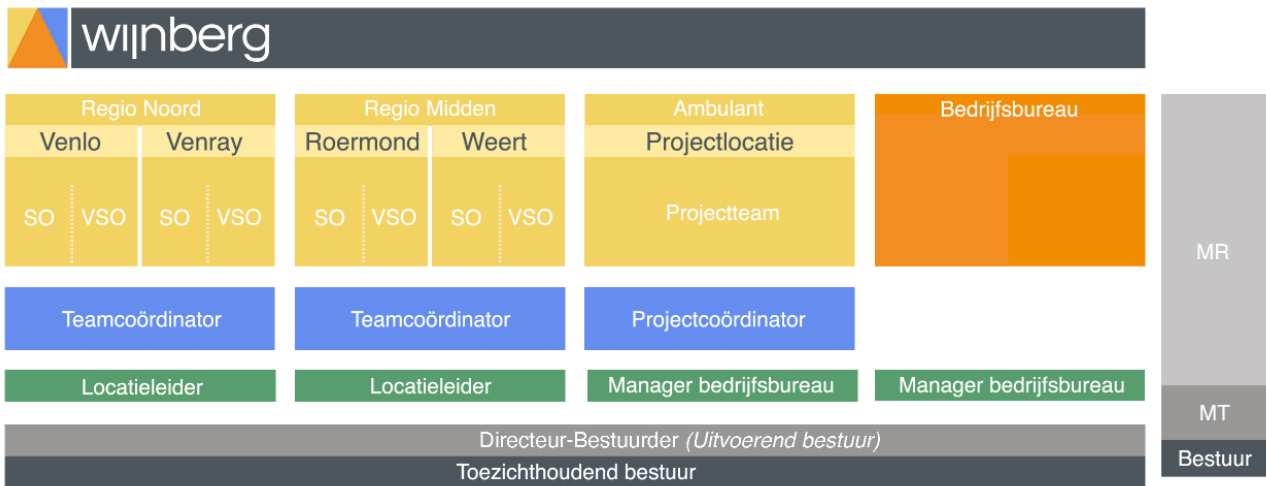 wijnberg
Regio Noord
Venlo Venray
SO VSO SO VSO
Regio Midden
Roermond Weert
SO VSO SO VSO
Ambulant
Projectlocatie
Projectteam
Bedrijfsbureau
Teamcoördinator
Teamcoördinator
Projectcoördinator
Locatieleider
Locatieleider
Manager bedrijfsbureau
Manager bedrijfsbureau
Directeur-Bestuurder (Uitvoerend bestuur)
Toezichthoudend bestuur
MR
MT
Bestuur